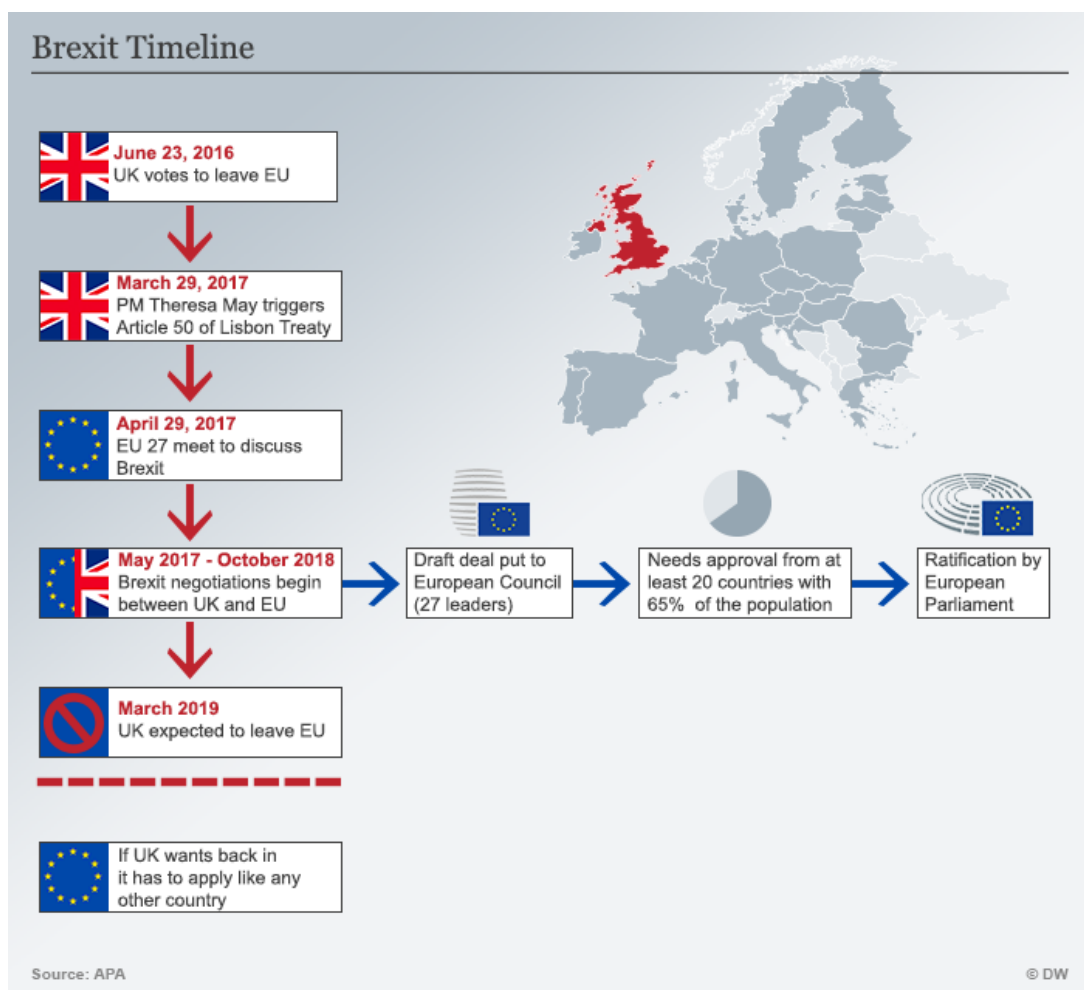 Brexit Timeline
June 23, 2016
UK votes to leave EU
March 29, 2017
PM Theresa May triggers
Article 50 of Lisbon Treaty
April 29, 2017
EU 27 meet to discuss
Brexit
May 2017 - October 2018
Brexit negotiations begin
between UK and EU
Draft deal put to
European Council
(27 leaders)
Needs approval from at
least 20 countries with
65% of the population
Ratification by
European
Parliament
March 2019
UK expected to leave EU
If UK wants back in
it has to apply like any
other country
Source: APA
© DW